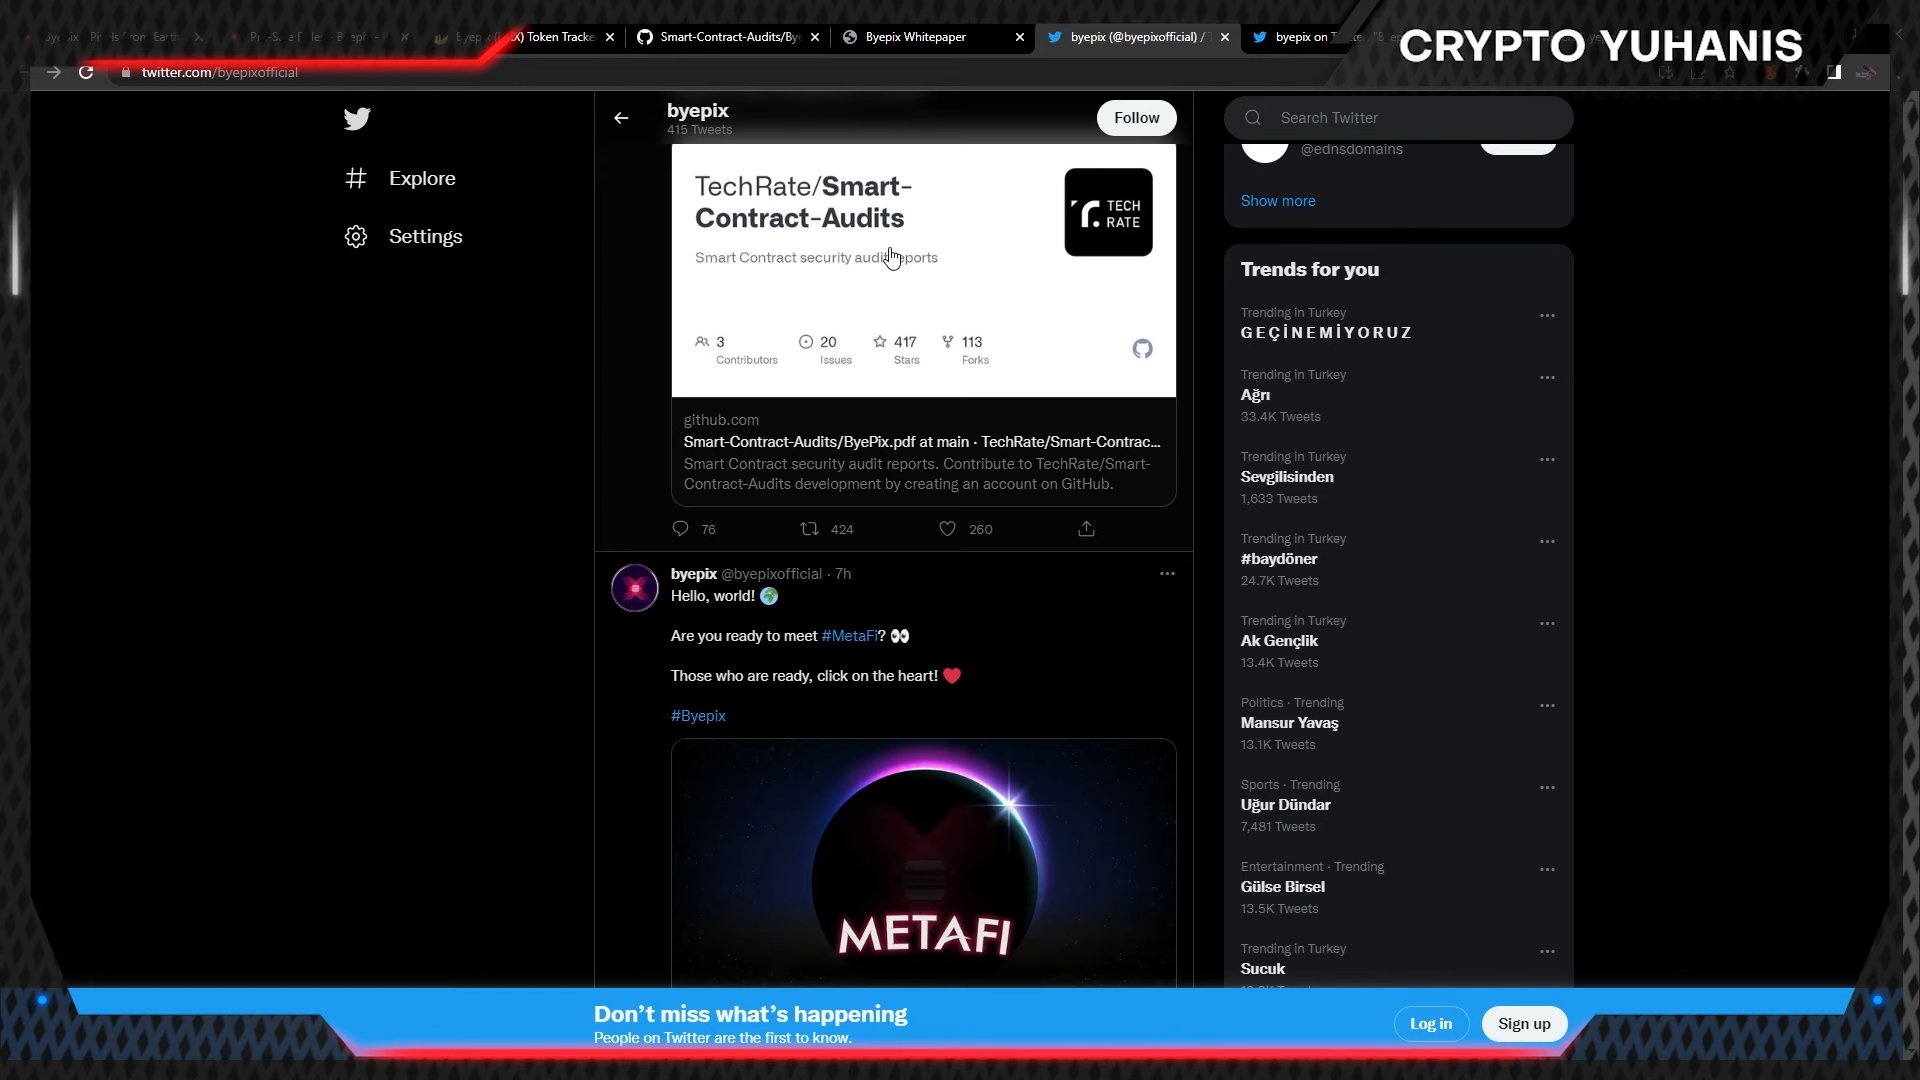 X) Token Tracke
Smart-Contract-Audits/Bye
Byepix Whitepaper
byepix (@byepixofficial) / T
byepix on
CRYPTO YUHANIS
twitter.com/byepixofficial
byepix
415 Tweets
Follow
Search Twitter
Explore
Settings
TechRate/Smart-
Contract-Audits
TECH
RATE
Smart Contract security audit reports
3
Contributors
20
Issues
417
Stars
113
Forks
github.com
Smart-Contract-Audits/ByePix.pdf at main · TechRate/Smart-Contrac...
Smart Contract security audit reports. Contribute to TechRate/Smart-
Contract-Audits development by creating an account on GitHub.
76
424
260
byepix @byepixofficial · 7h
Hello, world! 🌍
Are you ready to meet #MetaFI? 👀
Those who are ready, click on the heart! ❤️
#Byepix
METAFI
@ednsdomains
Show more
Trends for you
Trending in Turkey
G E Ç İ N E M İ Y O R U Z
Trending in Turkey
Ağrı
33.4K Tweets
Trending in Turkey
Sevgilisinden
1,633 Tweets
Trending in Turkey
#baydöner
24.7K Tweets
Trending in Turkey
Ak Gençlik
13.4K Tweets
Politics · Trending
Mansur Yavaş
13.1K Tweets
Sports · Trending
Uğur Dündar
7,481 Tweets
Entertainment · Trending
Gülse Birsel
13.5K Tweets
Trending in Turkey
Sucuk
Don't miss what's happening
People on Twitter are the first to know.
Log in
Sign up